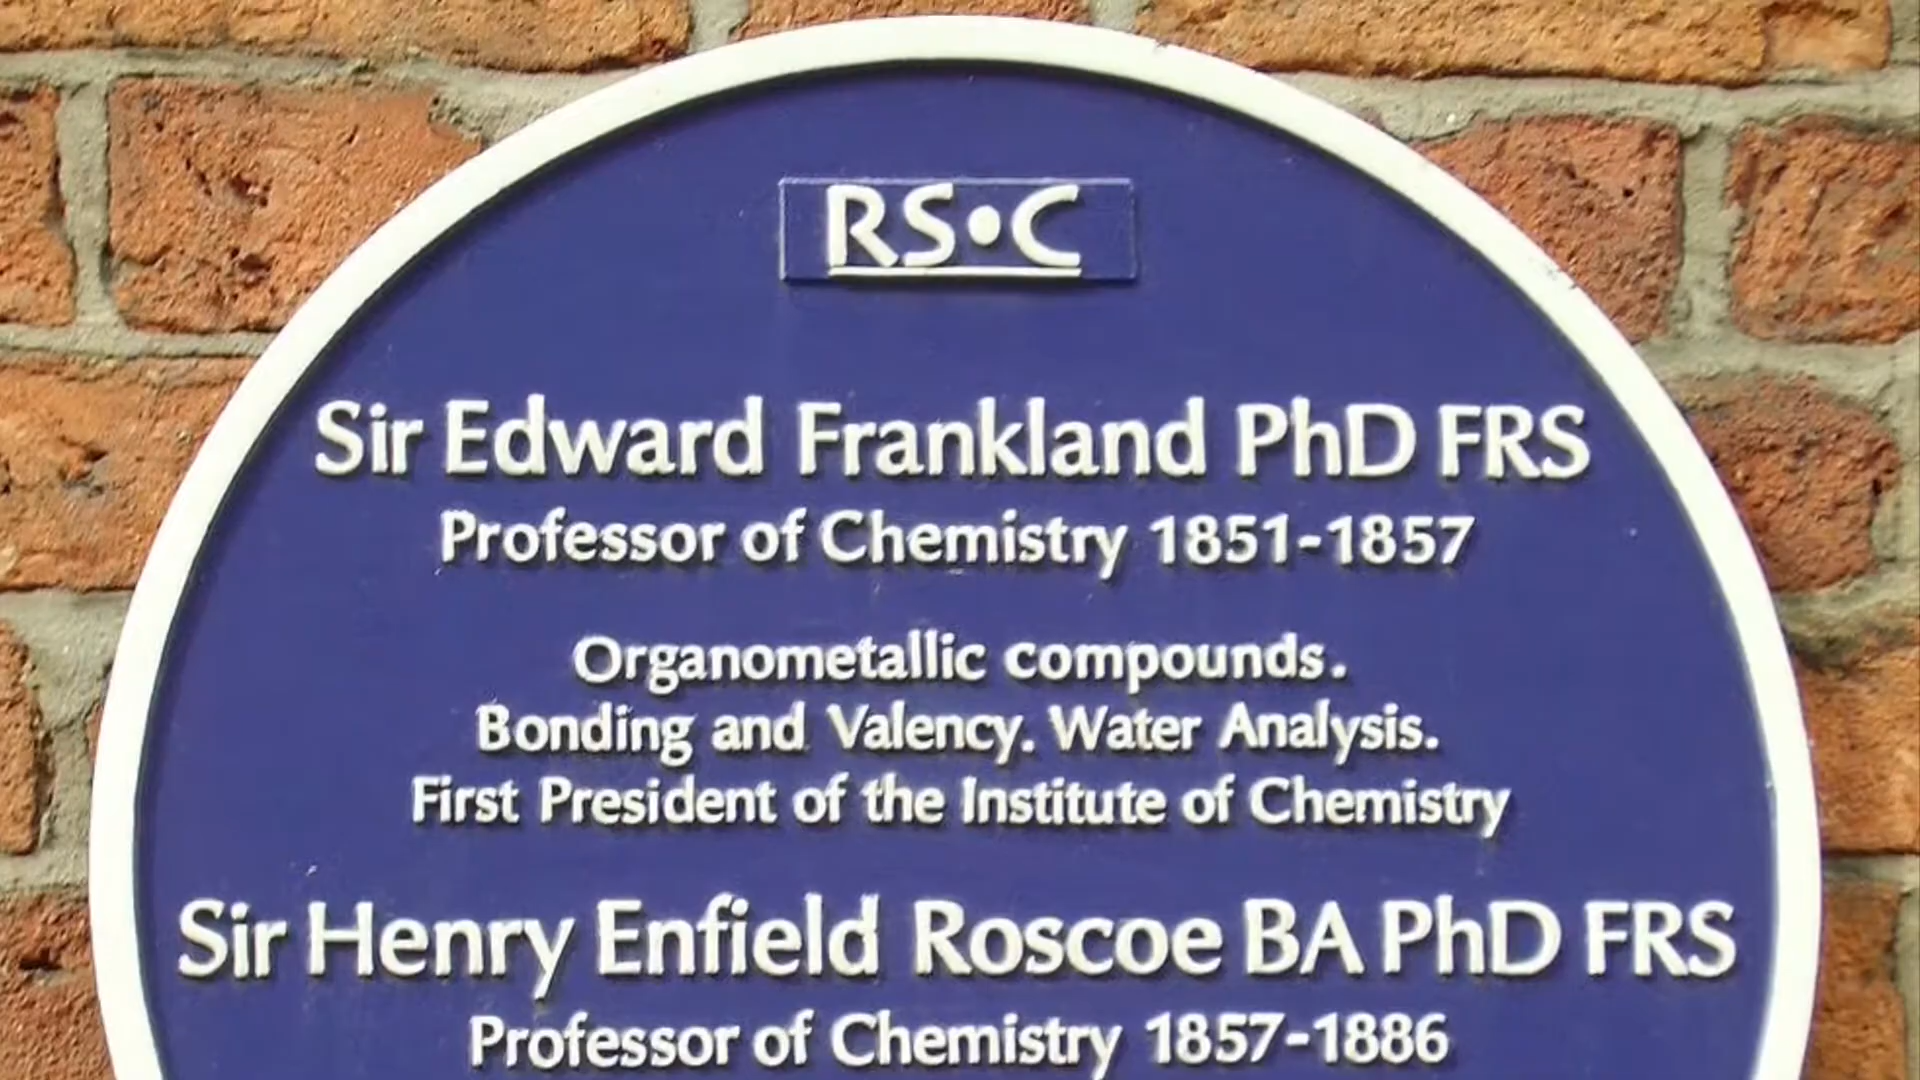 RS•C
Sir Edward Frankland PhD FRS
Professor of Chemistry 1851-1857
Organometallic compounds.
Bonding and Valency. Water Analysis.
First President of the Institute of Chemistry
Sir Henry Enfield Roscoe BA PhD FRS
Professor of Chemistry 1857-1886